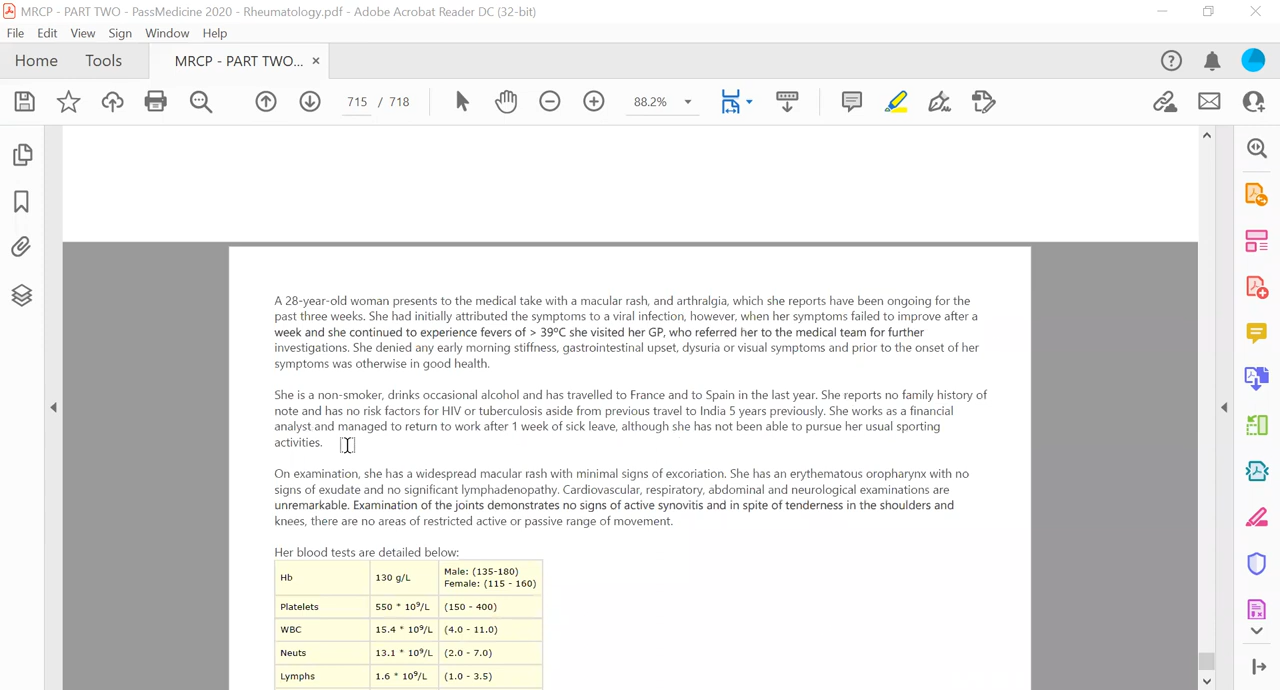 MRCP - PART TWO - PassMedicine 2020 - Rheumatology.pdf - Adobe Acrobat Reader DC (32-bit)
File Edit View Sign Window Help
Home Tools MRCP - PART TWO... ×
715 / 718 88.2%
A 28-year-old woman presents to the medical take with a macular rash, and arthralgia, which she reports have been ongoing for the
past three weeks. She had initially attributed the symptoms to a viral infection, however, when her symptoms failed to improve after a
week and she continued to experience fevers of > 39ºC she visited her GP, who referred her to the medical team for further
investigations. She denied any early morning stiffness, gastrointestinal upset, dysuria or visual symptoms and prior to the onset of her
symptoms was otherwise in good health.
She is a non-smoker, drinks occasional alcohol and has travelled to France and to Spain in the last year. She reports no family history of
note and has no risk factors for HIV or tuberculosis aside from previous travel to India 5 years previously. She works as a financial
analyst and managed to return to work after 1 week of sick leave, although she has not been able to pursue her usual sporting
activities.
On examination, she has a widespread macular rash with minimal signs of excoriation. She has an erythematous oropharynx with no
signs of exudate and no significant lymphadenopathy. Cardiovascular, respiratory, abdominal and neurological examinations are
unremarkable. Examination of the joints demonstrates no signs of active synovitis and in spite of tenderness in the shoulders and
knees, there are no areas of restricted active or passive range of movement.
Her blood tests are detailed below:
Hb 130 g/L Male: (135-180)
Female: (115 - 160)
Platelets 550 * 10⁹/L (150 - 400)
WBC 15.4 * 10⁹/L (4.0 - 11.0)
Neuts 13.1 * 10⁹/L (2.0 - 7.0)
Lymphs 1.6 * 10⁹/L (1.0 - 3.5)